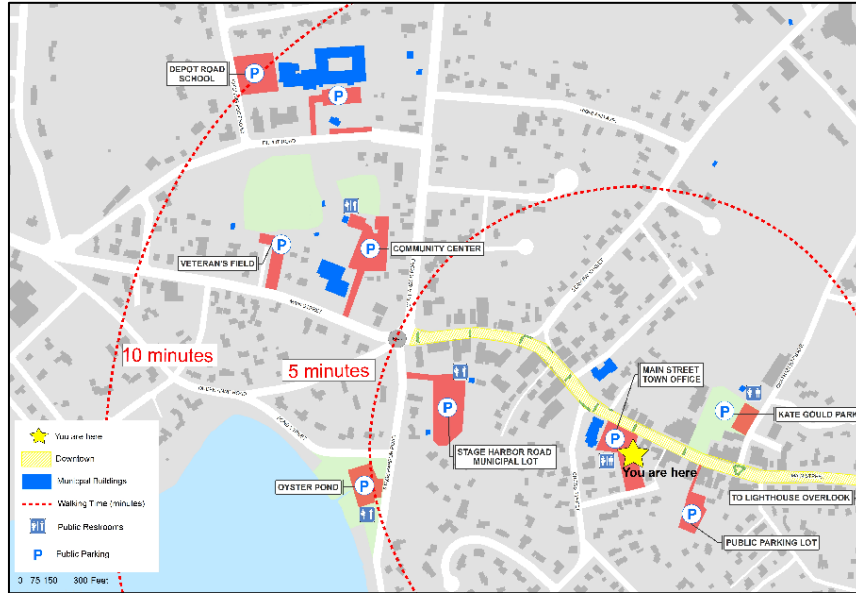 DEPOT ROAD
SCHOOL
P
P
VETERAN'S FIELD
P
P
COMMUNITY CENTER
MAIN STREET
10 minutes
5 minutes
MAIN STREET
TOWN OFFICE
P
KATE GOULD PARK
P
STAGE HARBOR ROAD
MUNICIPAL LOT
P
You are here
OYSTER POND
P
TO LIGHTHOUSE OVERLOOK
P
PUBLIC PARKING LOT
You are here
Downtown
Municipal Buildings
Walking Time (minutes)
Public Restrooms
P
Public Parking
0 75 150 300 Feet